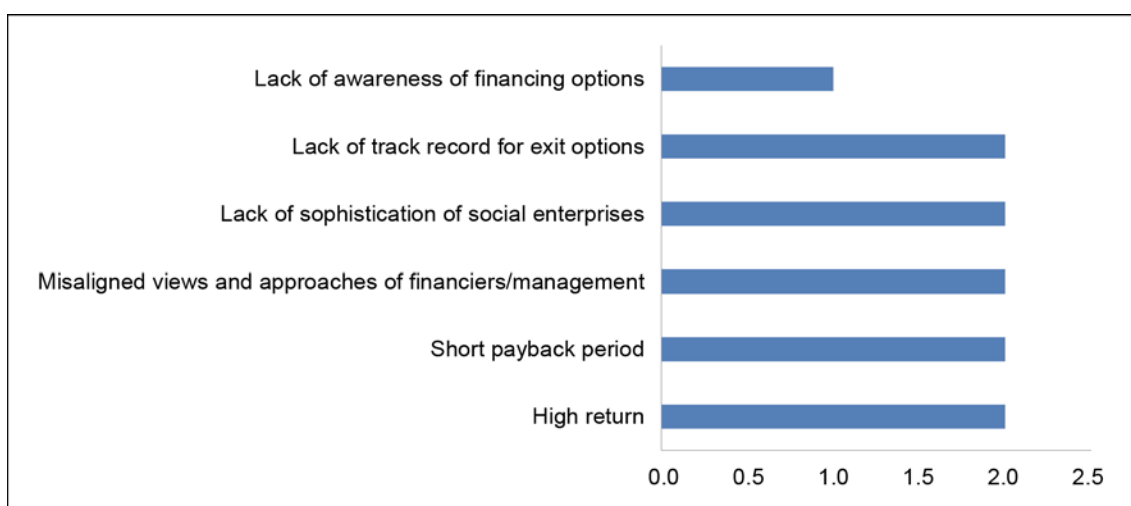 Lack of awareness of financing options
Lack of track record for exit options
Lack of sophistication of social enterprises
Misaligned views and approaches of financiers/management
Short payback period
High return
0.0 0.5 1.0 1.5 2.0 2.5